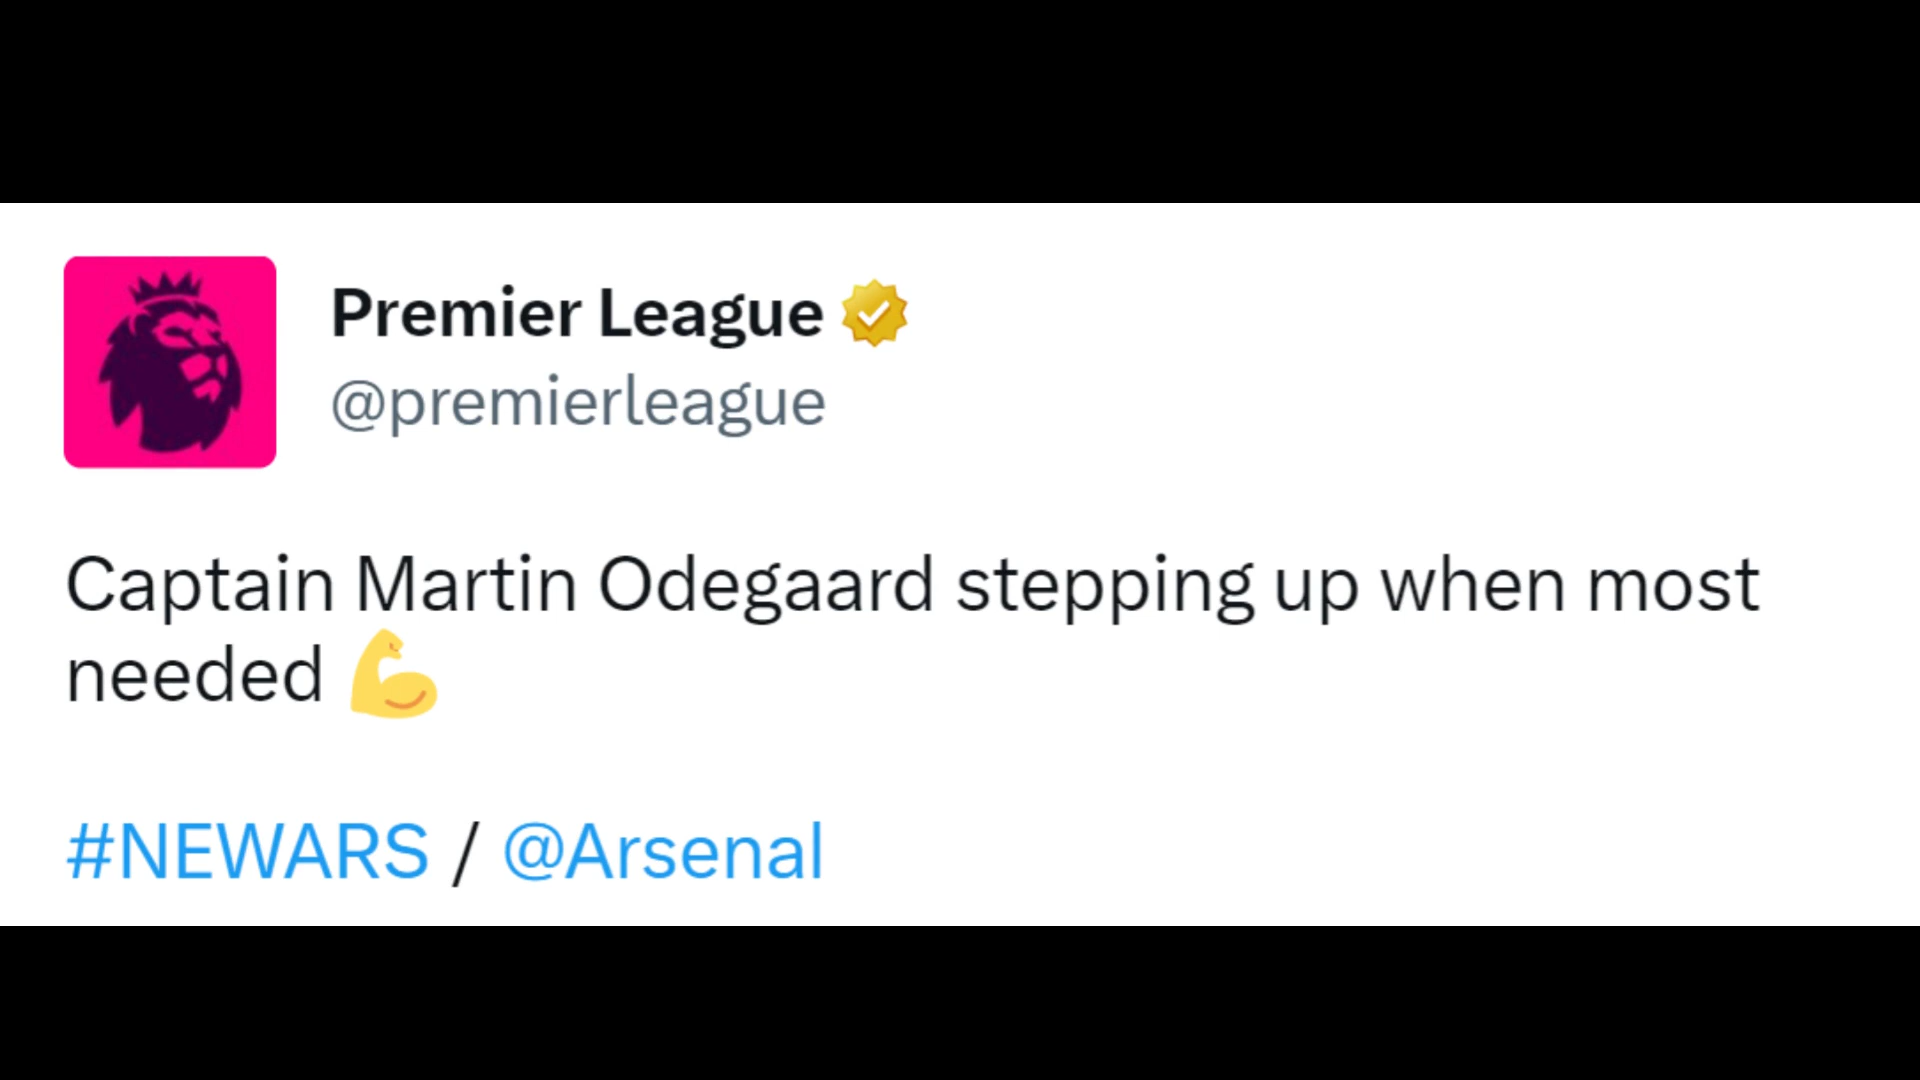 Premier League
@premierleague
Captain Martin Odegaard stepping up when most
needed 💪
#NEWARS / @Arsenal